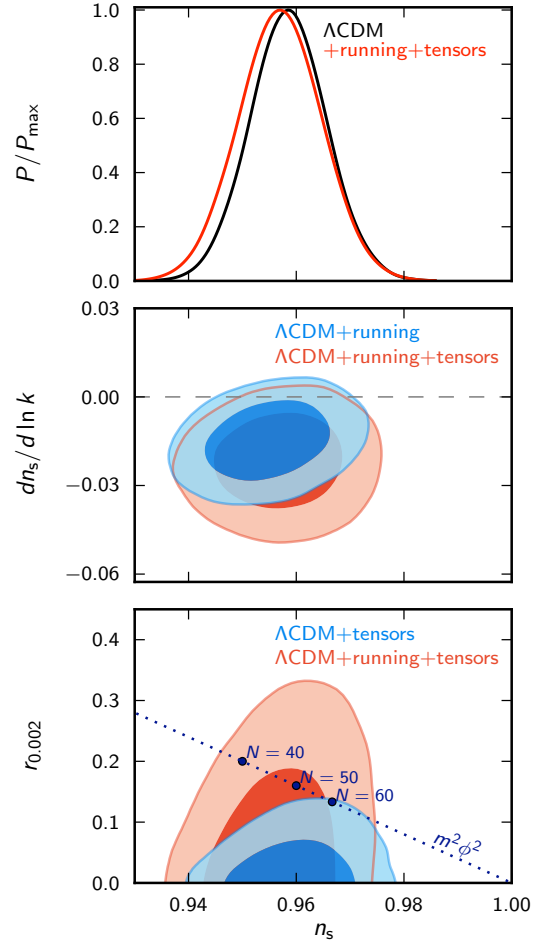 ΛCDM
+running+tensors
P/P_max
1.0
0.8
0.6
0.4
0.2
0.0
ΛCDM+running
ΛCDM+running+tensors
dn_s/d ln k
0.03
0.00
−0.03
−0.06
ΛCDM+tensors
ΛCDM+running+tensors
r_0.002
0.4
0.3
0.2
0.1
0.0
N = 40
N = 50
N = 60
m²ϕ²
0.94 0.96 0.98 1.00
n_s